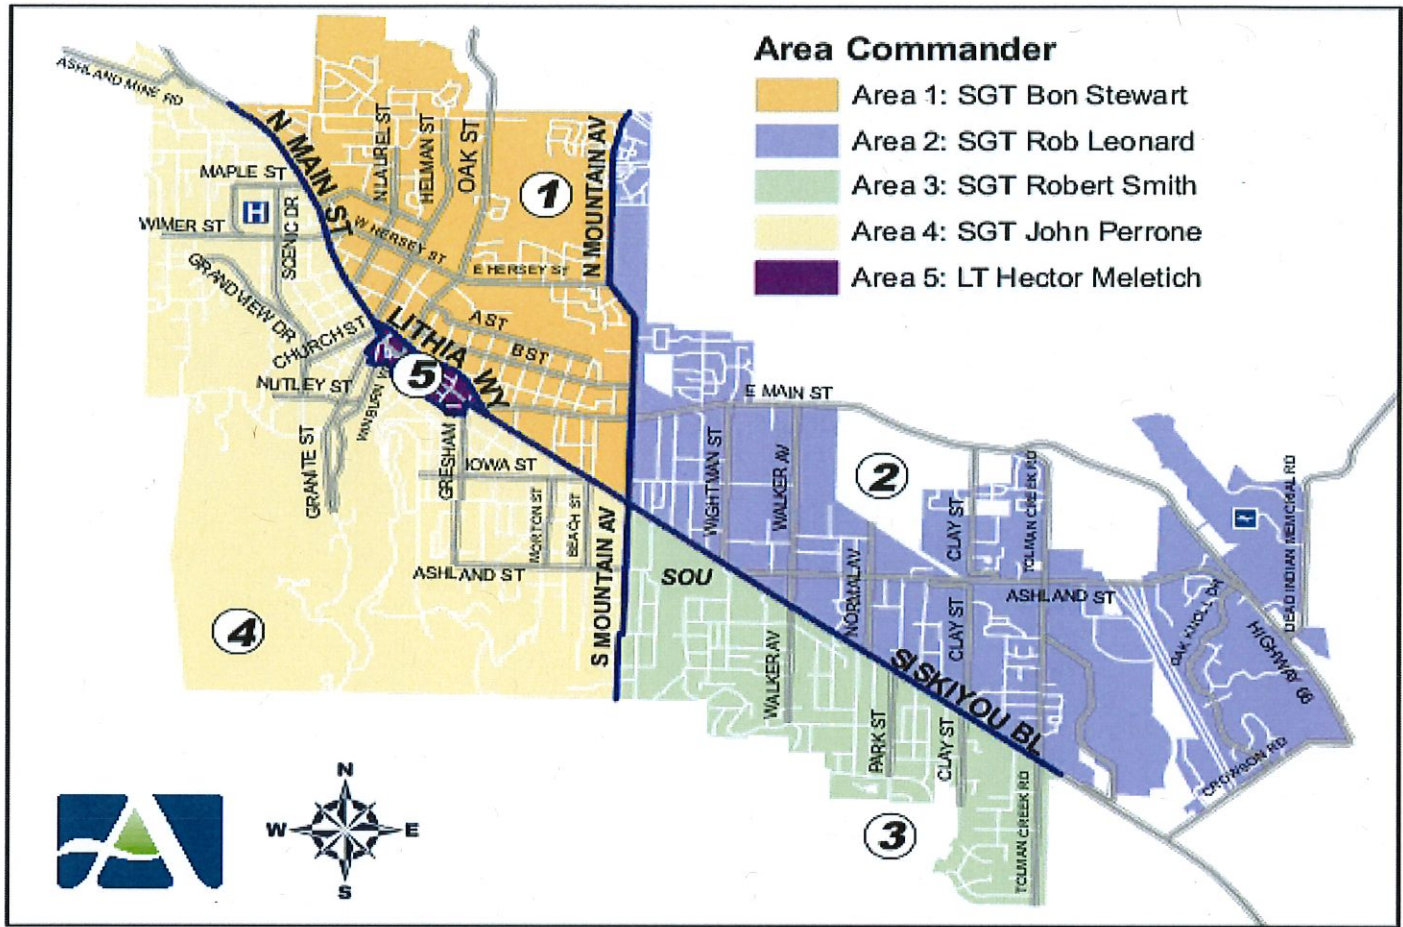 Area Commander
Area 1: SGT Bon Stewart
Area 2: SGT Rob Leonard
Area 3: SGT Robert Smith
Area 4: SGT John Perrone
Area 5: LT Hector Meletich
ASHLAND MINE RD
N MAIN ST
N LAUREL ST
HELMAN ST
OAK ST
N MOUNTAIN AV
1
MAPLE ST
H
SCENIC DR
WIMER ST
W HERSEY ST
E HERSEY ST
GRANDVIEW DR
CHURCH ST
LITHIA WY
A ST
B ST
5
NUTLEY ST
WINBURN W
GRANITE ST
E MAIN ST
GRESHAM
IOWA ST
MORTON ST
BEACH ST
ASHLAND ST
S MOUNTAIN AV
WIGHTMAN ST
WALKER AV
2
CLAY ST
TOLMAN CREEK RD
DEAD INDIAN MEMORIAL RD
SOU
NORMAL AV
ASHLAND ST
OAK KNOLL DR
HIGHWAY 66
4
WALKER AV
CLAY ST
SISKIYOU BL
PARK ST
CLAY ST
CROWSON RD
3
TOLMAN CREEK RD
N
W
E
S